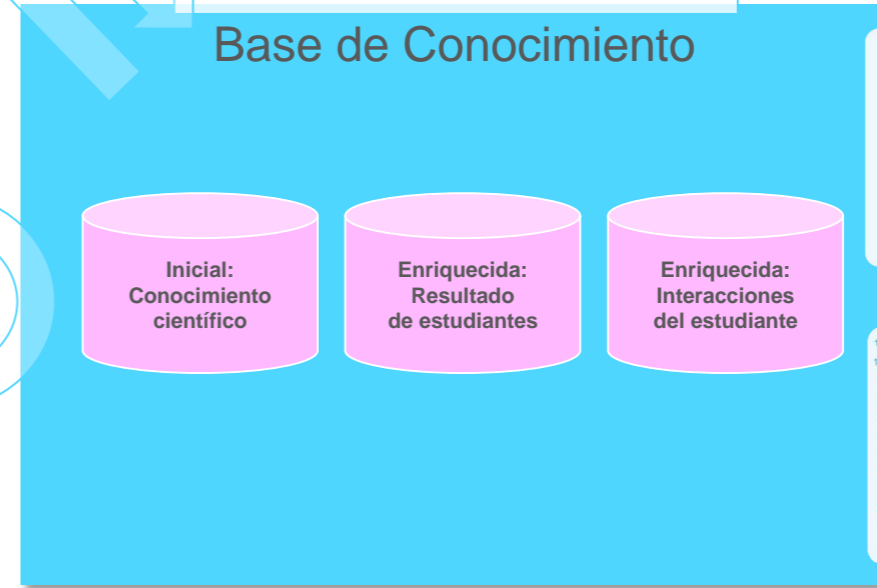 Base de Conocimiento
Inicial:
Conocimiento
científico
Enriquecida:
Resultado
de estudiantes
Enriquecida:
Interacciones
del estudiante